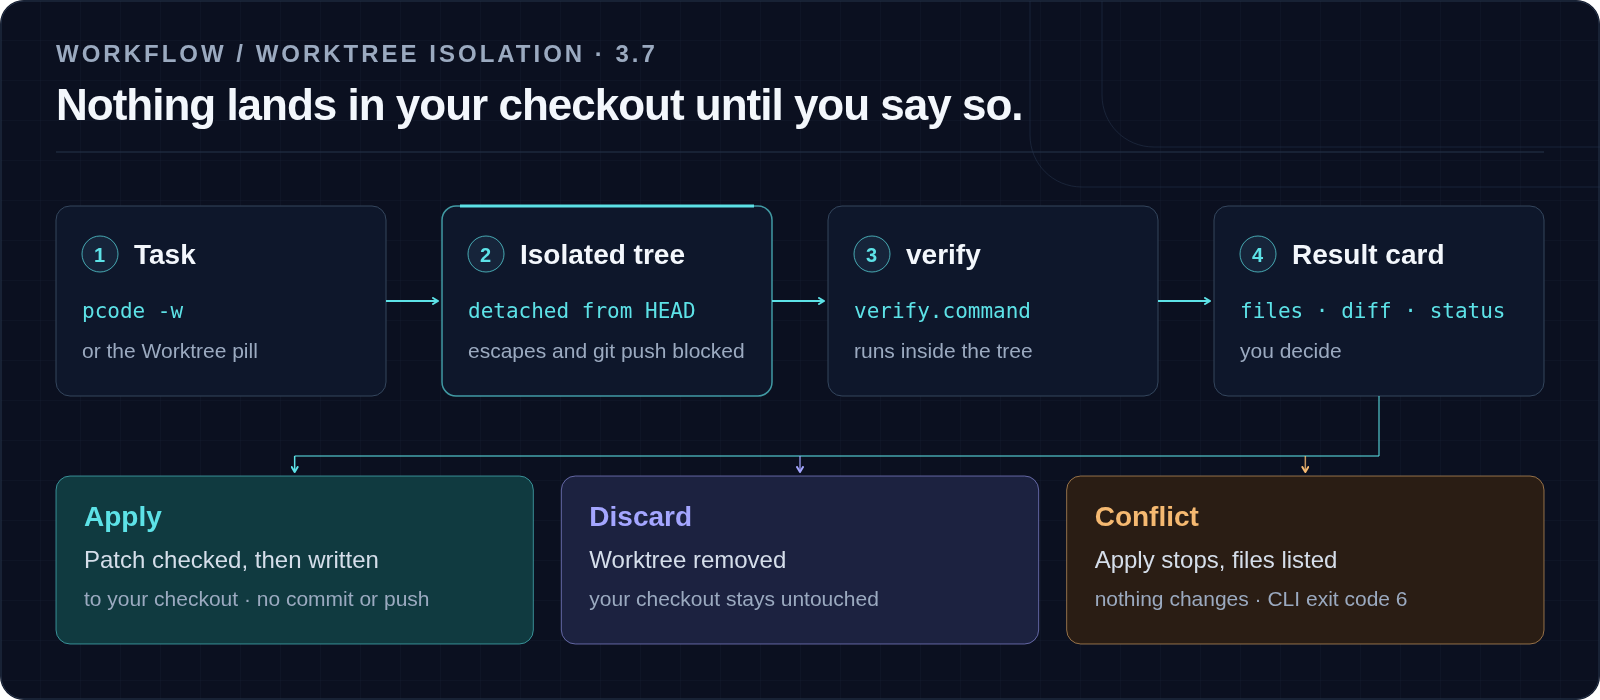 WORKFLOW / WORKTREE ISOLATION · 3.7
Nothing lands in your checkout until you say so.
1 Task
pcode -w
or the Worktree pill
2 Isolated tree
detached from HEAD
escapes and git push blocked
3 verify
verify.command
runs inside the tree
4 Result card
files · diff · status
you decide
Apply
Patch checked, then written
to your checkout · no commit or push
Discard
Worktree removed
your checkout stays untouched
Conflict
Apply stops, files listed
nothing changes · CLI exit code 6